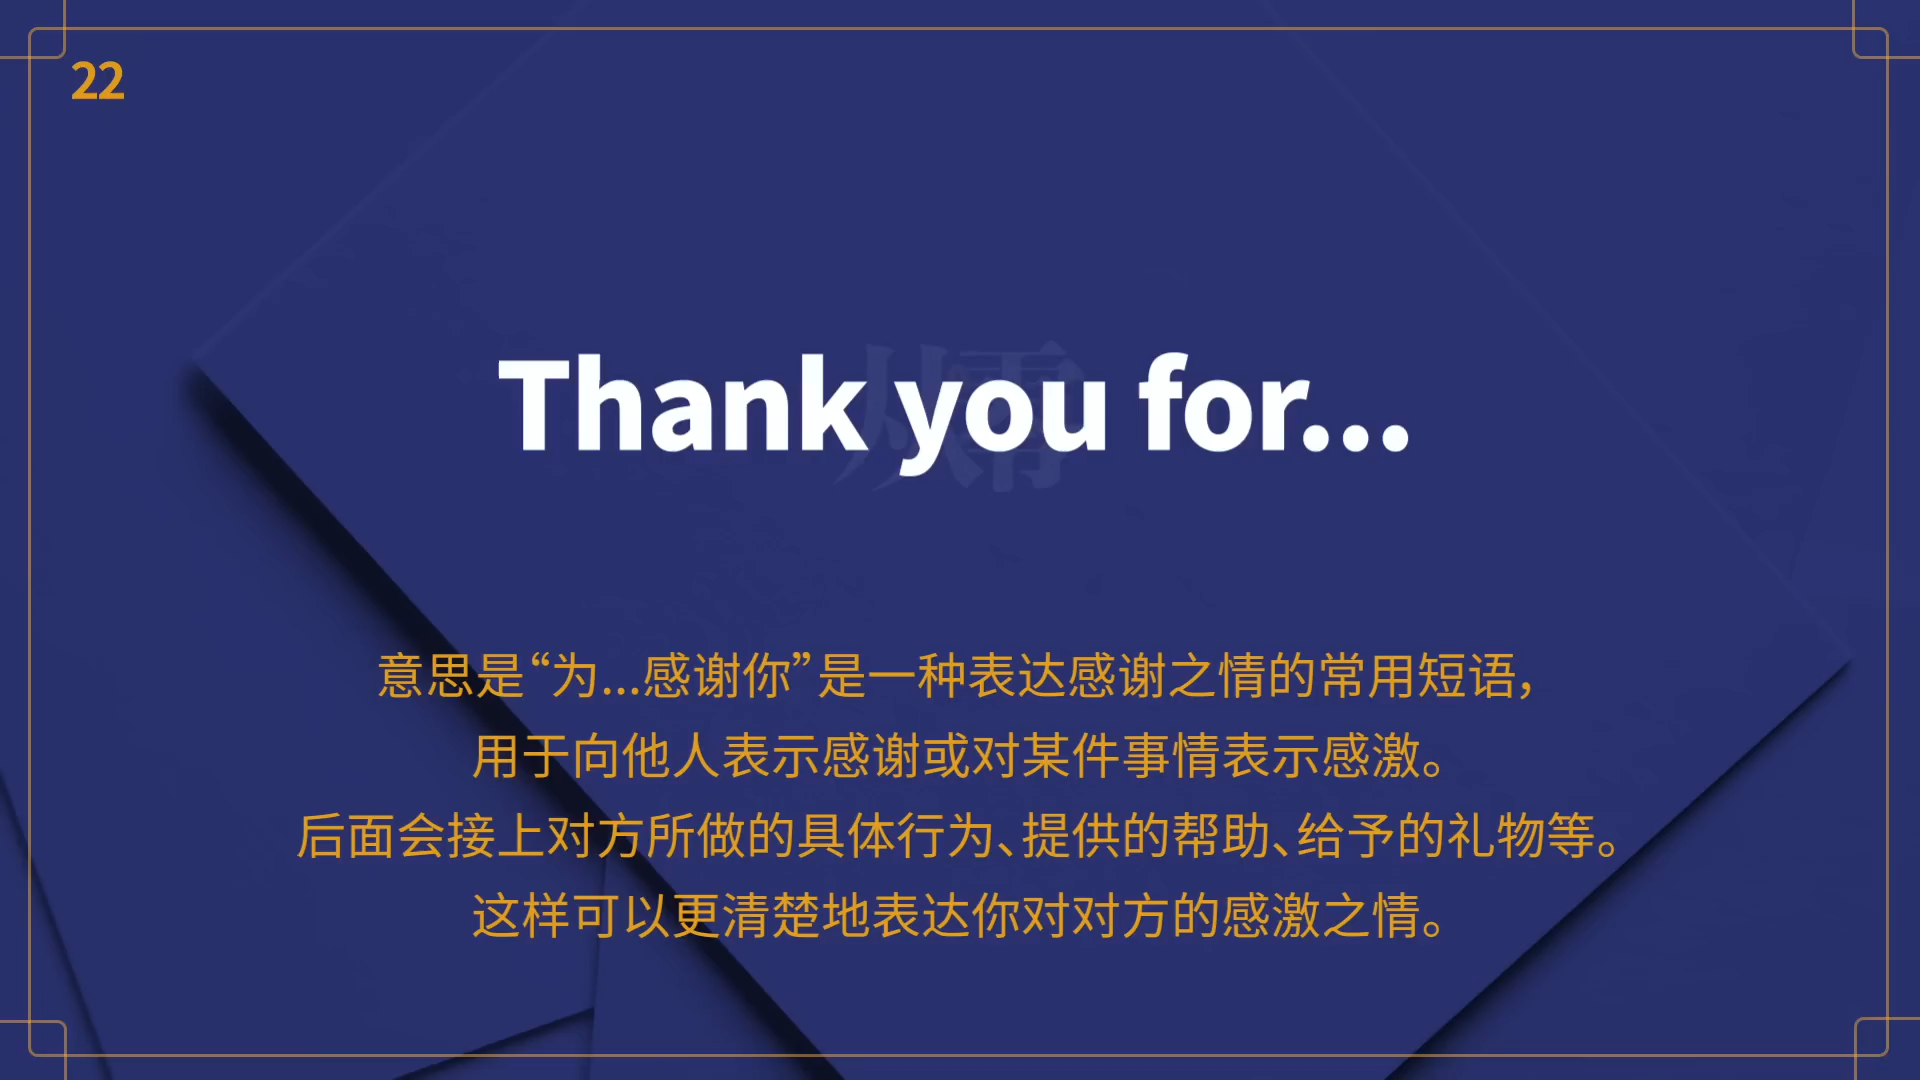 22
Thank you for...
意思是“为...感谢你”是一种表达感谢之情的常用短语，
用于向他人表示感谢或对某件事情表示感激。
后面会接上对方所做的具体行为、提供的帮助、给予的礼物等。
这样可以更清楚地表达你对对方的感激之情。